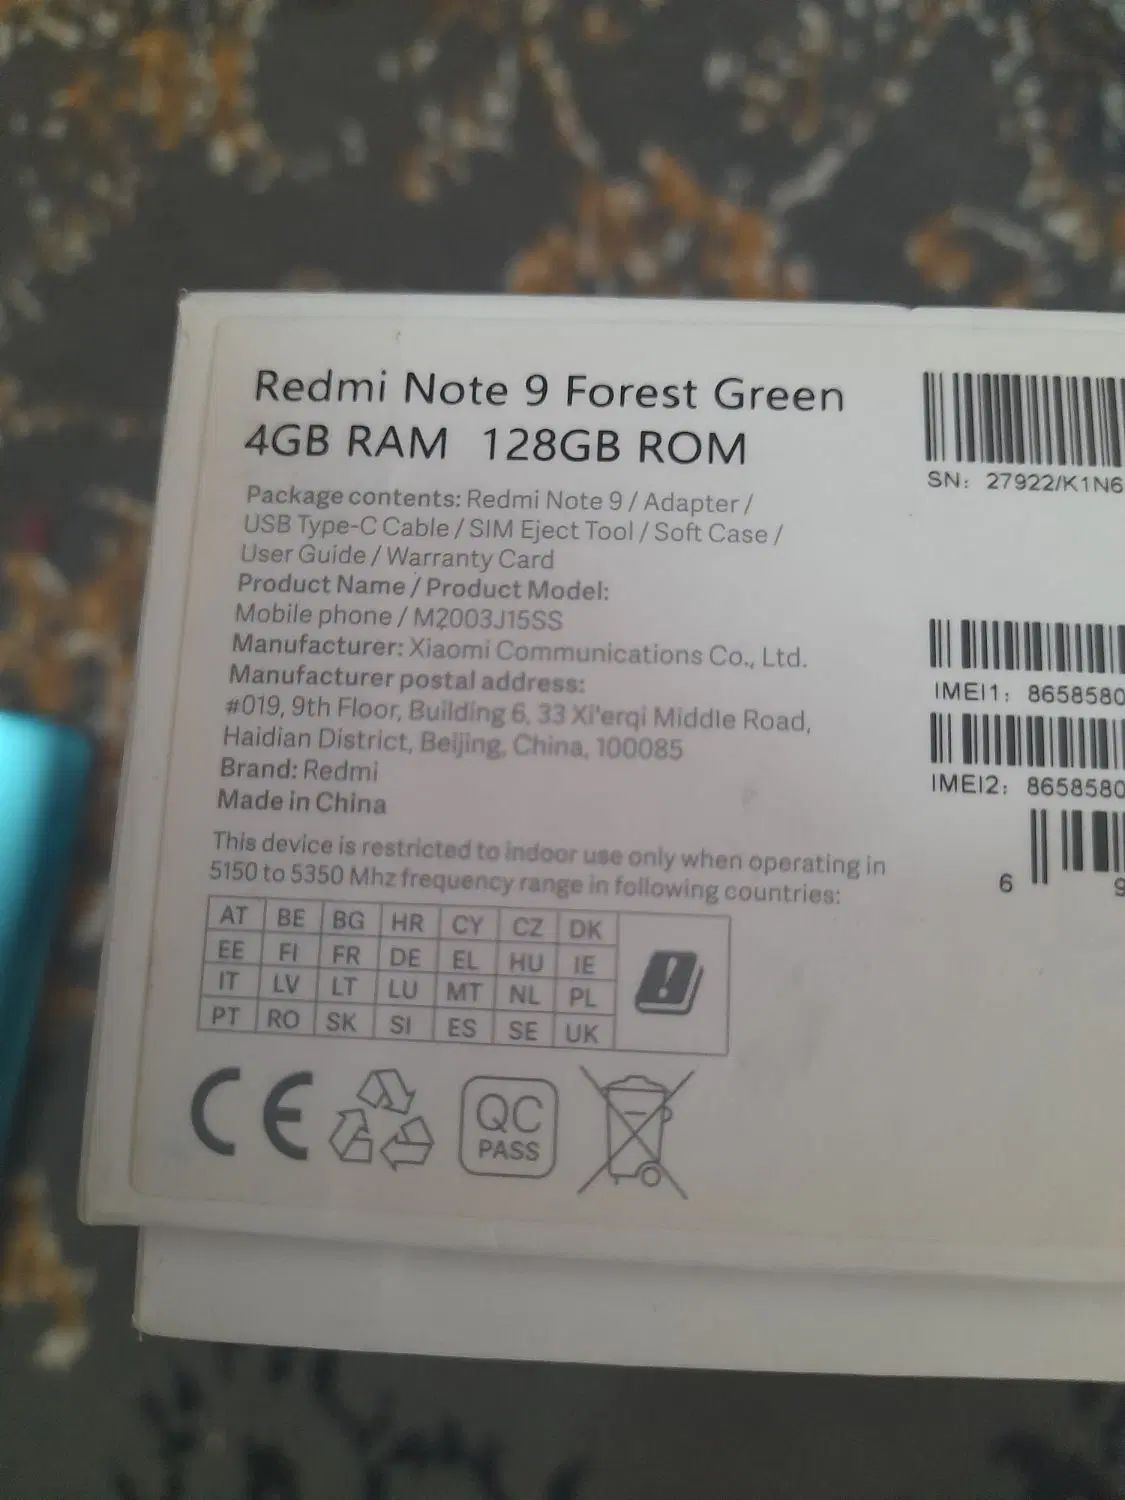 Redmi Note 9 Forest Green
4GB RAM 128GB ROM
Package contents: Redmi Note 9 / Adapter /
USB Type-C Cable / SIM Eject Tool / Soft Case /
User Guide / Warranty Card
Product Name / Product Model:
Mobile phone / M2003J15SS
Manufacturer: Xiaomi Communications Co., Ltd.
Manufacturer postal address:
#019, 9th Floor, Building 6, 33 Xi'erqi Middle Road,
Haidian District, Beijing, China, 100085
Brand: Redmi
Made in China
This device is restricted to indoor use only when operating in
5150 to 5350 Mhz frequency range in following countries:
AT BE BG HR CY CZ DK
EE FI FR DE EL HU IE
IT LV LT LU MT NL PL
PT RO SK SI ES SE UK
CE
QC
PASS
SN: 27922/K1N6
IMEI1: 8658580
IMEI2: 8658580
6 9